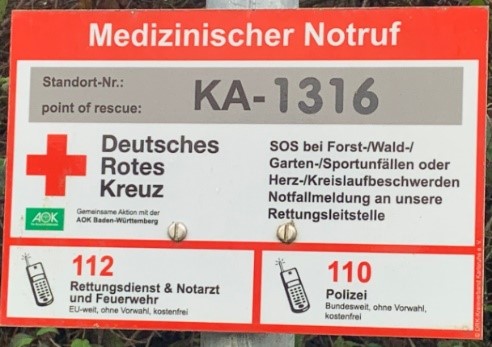 Medizinischer Notruf
Standort-Nr.:
point of rescue:
KA-1316
Deutsches
Rotes
Kreuz
SOS bei Forst-/Wald-/
Garten-/Sportunfällen oder
Herz-/Kreislaufbeschwerden
Notfallmeldung an unsere
Rettungsleitstelle
AOK
Gemeinsame Aktion mit der
AOK Baden-Württemberg
112
Rettungsdienst & Notarzt
und Feuerwehr
EU-weit, ohne Vorwahl, kostenfrei
110
Polizei
Bundesweit, ohne Vorwahl,
kostenfrei